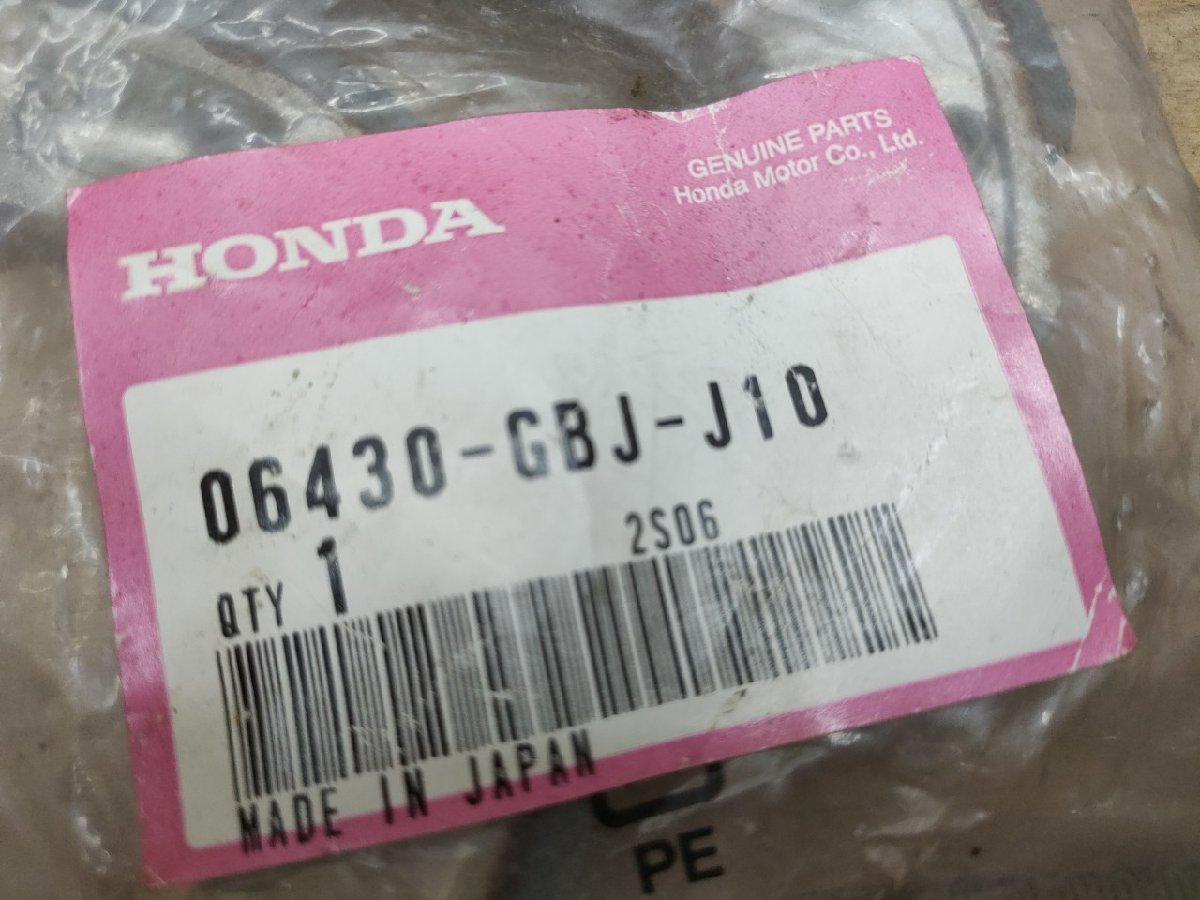 GENUINE PARTS
Honda Motor Co., Ltd.
HONDA
06430-GBJ-J10
QTY 1
2S06
MADE IN JAPAN
PE